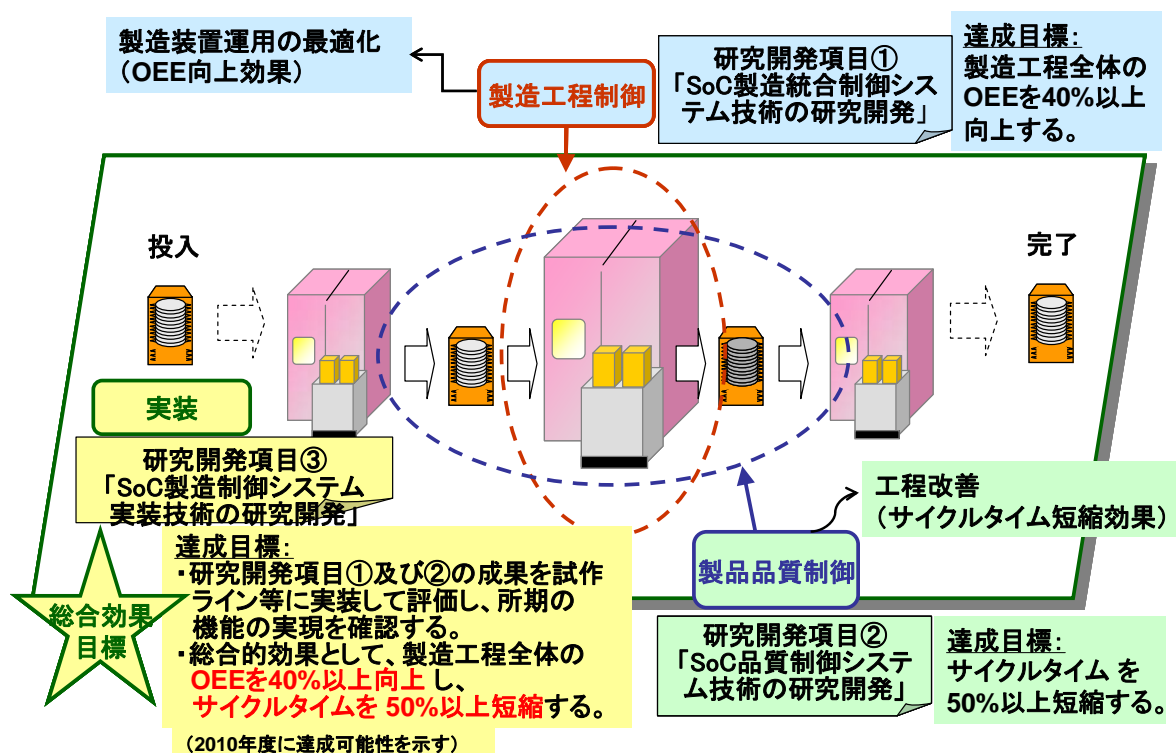 製造装置運用の最適化
(OEE向上効果)
製造工程制御
研究開発項目①
「SoC製造統合制御シス
テム技術の研究開発」
達成目標:
製造工程全体の
OEEを40%以上
向上する。
投入
完了
実装
研究開発項目③
「SoC製造制御システム
実装技術の研究開発」
工程改善
(サイクルタイム短縮効果)
達成目標:
・研究開発項目①及び②の成果を試作
ライン等に実装して評価し、所期の
機能の実現を確認する。
・総合的効果として、製造工程全体の
OEEを40%以上向上 し、
サイクルタイムを 50%以上短縮する。
(2010年度に達成可能性を示す)
総合効果
目標
製品品質制御
研究開発項目②
「SoC品質制御システ
ム技術の研究開発」
達成目標:
サイクルタイム を
50%以上短縮する。